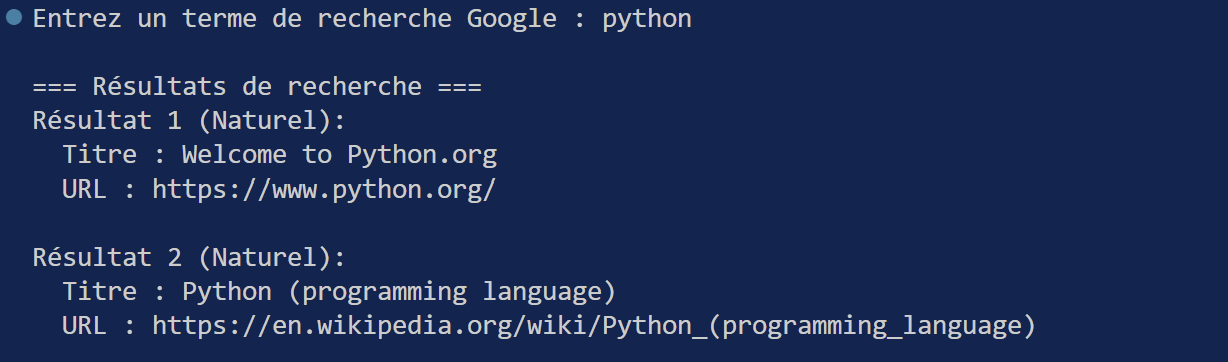 Entrez un terme de recherche Google : python
=== Résultats de recherche ===
Résultat 1 (Naturel):
Titre : Welcome to Python.org
URL : https://www.python.org/
Résultat 2 (Naturel):
Titre : Python (programming language)
URL : https://en.wikipedia.org/wiki/Python_(programming_language)